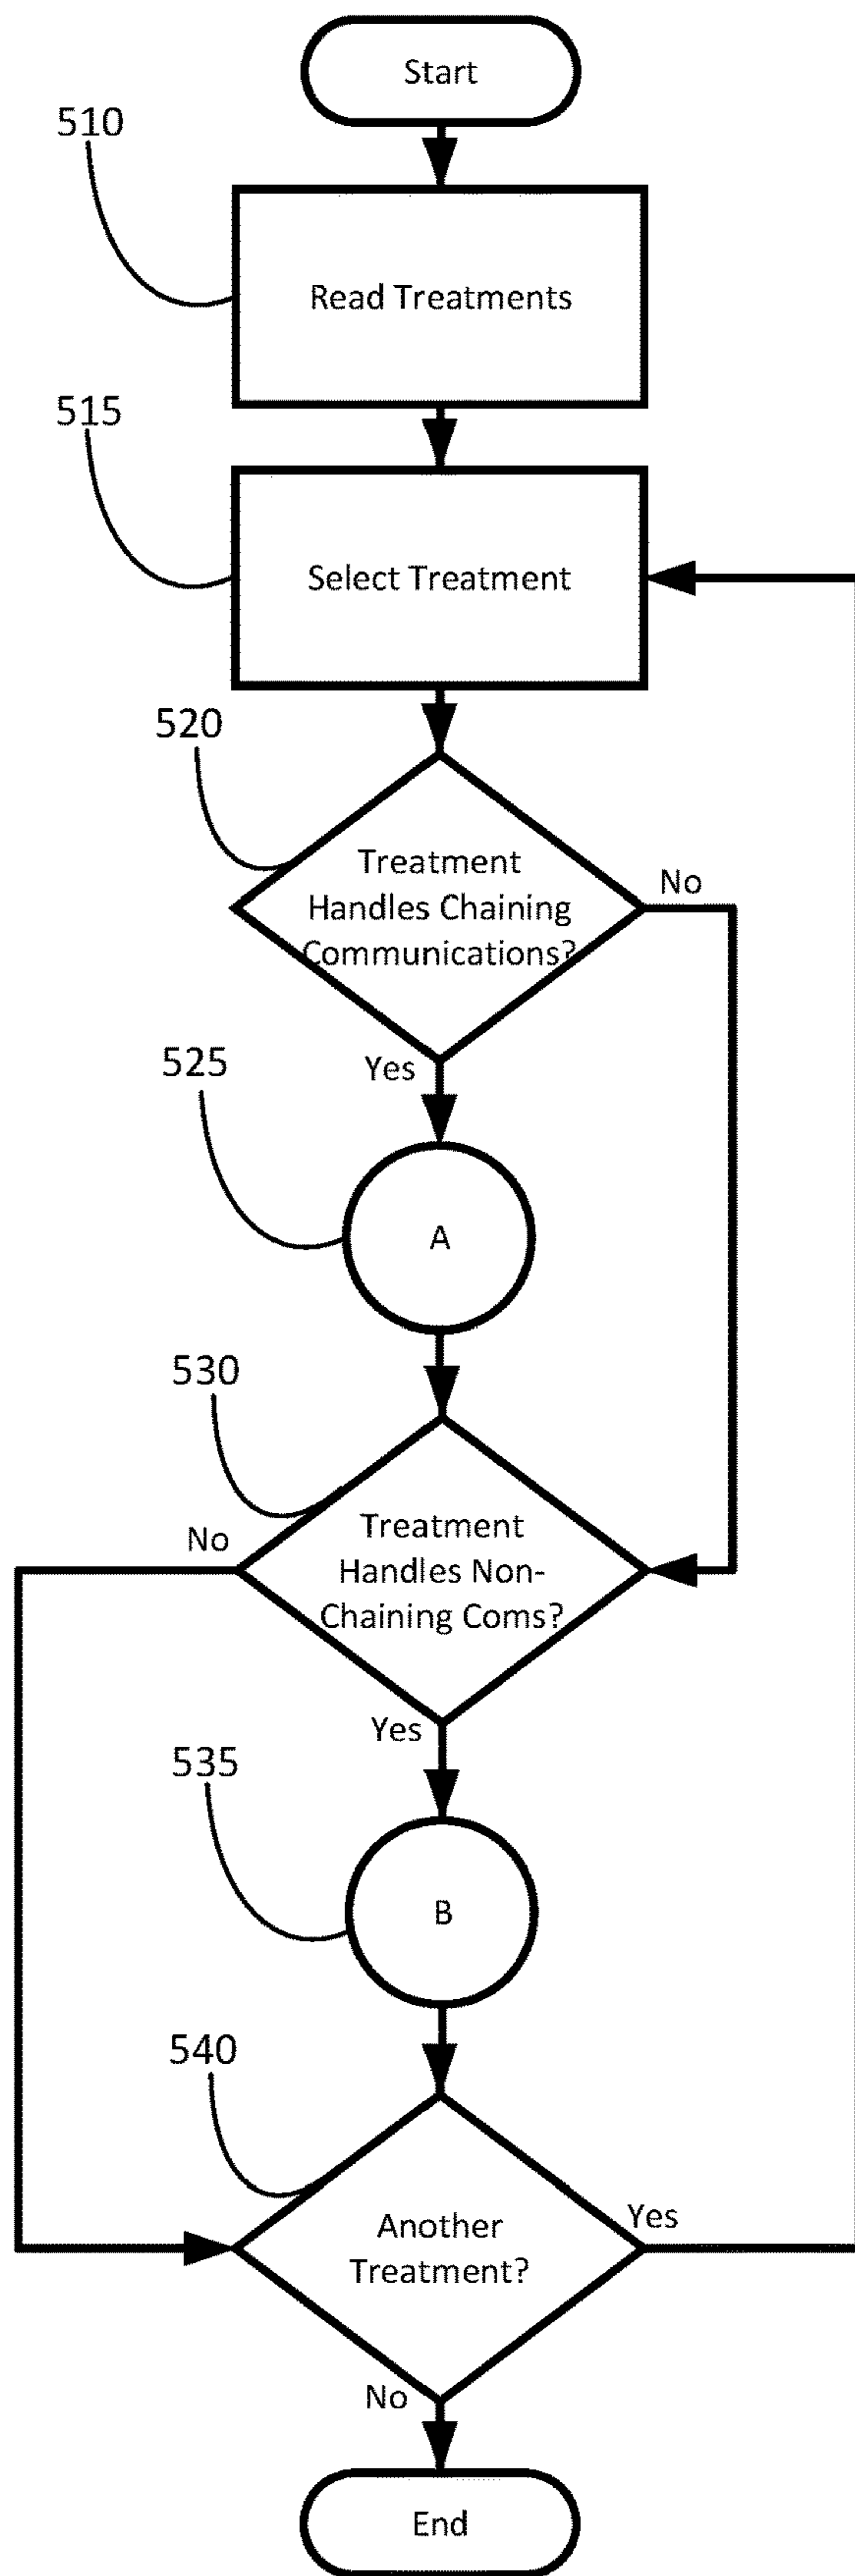 Start
510
Read Treatments
515
Select Treatment
520
Treatment
Handles Chaining
Communications?
No
Yes
525
A
530
Treatment
Handles Non-
Chaining Coms?
No
Yes
535
B
540
Another
Treatment?
Yes
No
End